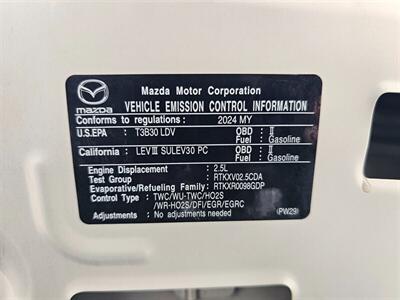 mazda
Mazda Motor Corporation
VEHICLE EMISSION CONTROL INFORMATION
Conforms to regulations: 2024 MY
U.S.EPA : T3B30 LDV OBD : II
Fuel : Gasoline
California : LEVIII SULEV30 PC OBD : II
Fuel : Gasoline
Engine Displacement : 2.5L
Test Group : RTKXV02.5CDA
Evaporative/Refueling Family : RTKXR0098GDP
Control Type : TWC/WU-TWC/HO2S
/WR-HO2S/DFI/EGR/EGRC
Adjustments : No adjustments needed
(PW29)